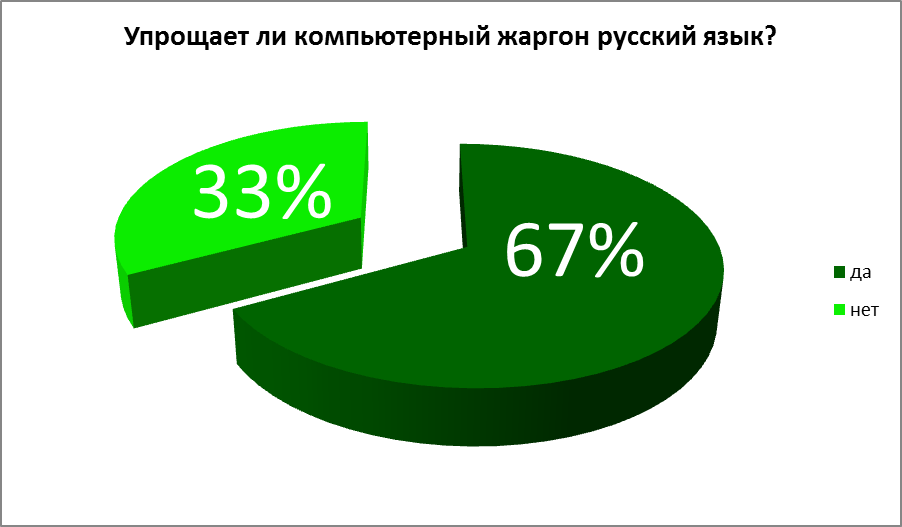 Упрощает ли компьютерный жаргон русский язык?
33%
67%
да
нет